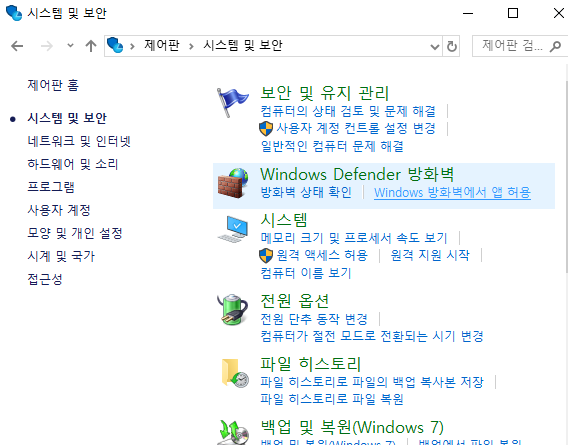 시스템 및 보안
제어판 > 시스템 및 보안
제어판 검...
제어판 홈
시스템 및 보안
네트워크 및 인터넷
하드웨어 및 소리
프로그램
사용자 계정
모양 및 개인 설정
시계 및 국가
접근성
보안 및 유지 관리
컴퓨터의 상태 검토 및 문제 해결
사용자 계정 컨트롤 설정 변경
일반적인 컴퓨터 문제 해결
Windows Defender 방화벽
방화벽 상태 확인 Windows 방화벽에서 앱 허용
시스템
메모리 크기 및 프로세서 속도 보기
원격 액세스 허용 원격 지원 시작
컴퓨터 이름 보기
전원 옵션
전원 단추 동작 변경
컴퓨터가 절전 모드로 전환되는 시기 변경
파일 히스토리
파일 히스토리로 파일의 백업 복사본 저장
파일 히스토리로 파일 복원
백업 및 복원(Windows 7)
백업 및 복원(Windows 7) 백업에서 파일 복원